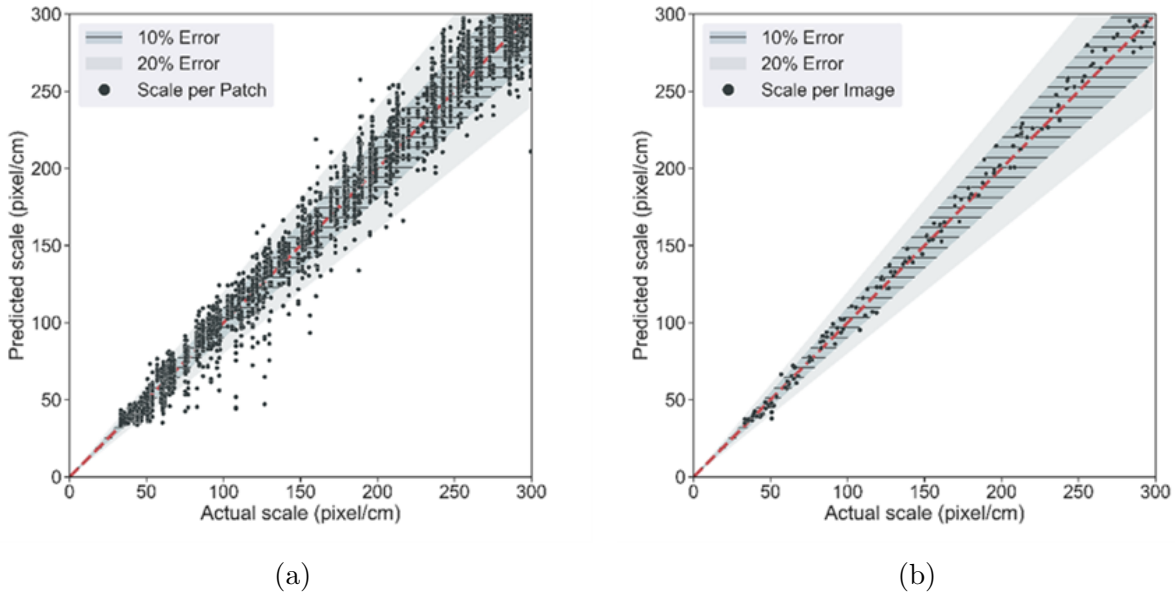 10% Error
20% Error
Scale per Patch
300
250
200
150
100
50
0
Predicted scale (pixel/cm)
0 50 100 150 200 250 300
Actual scale (pixel/cm)
(a)
10% Error
20% Error
Scale per Image
300
250
200
150
100
50
0
Predicted scale (pixel/cm)
0 50 100 150 200 250 300
Actual scale (pixel/cm)
(b)